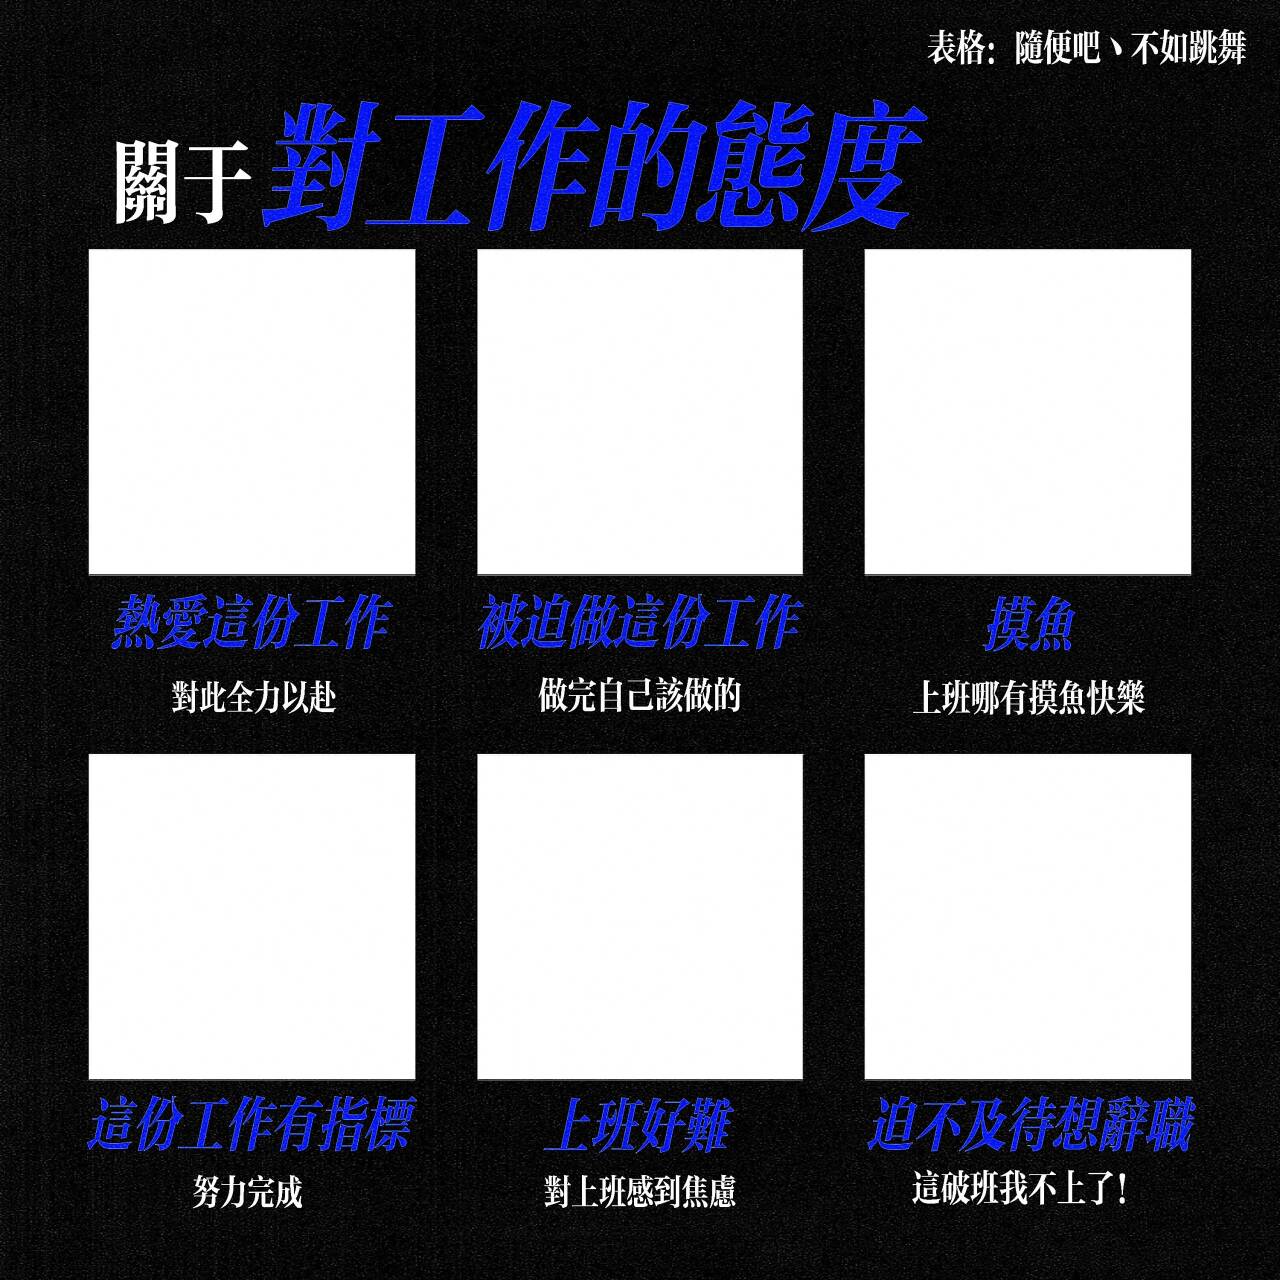 表格：隨便吧丶不如跳舞
關于對工作的態度
熱愛這份工作
對此全力以赴
被迫做這份工作
做完自己該做的
摸魚
上班哪有摸魚快樂
這份工作有指標
努力完成
上班好難
對上班感到焦慮
迫不及待想辭職
這破班我不上了！